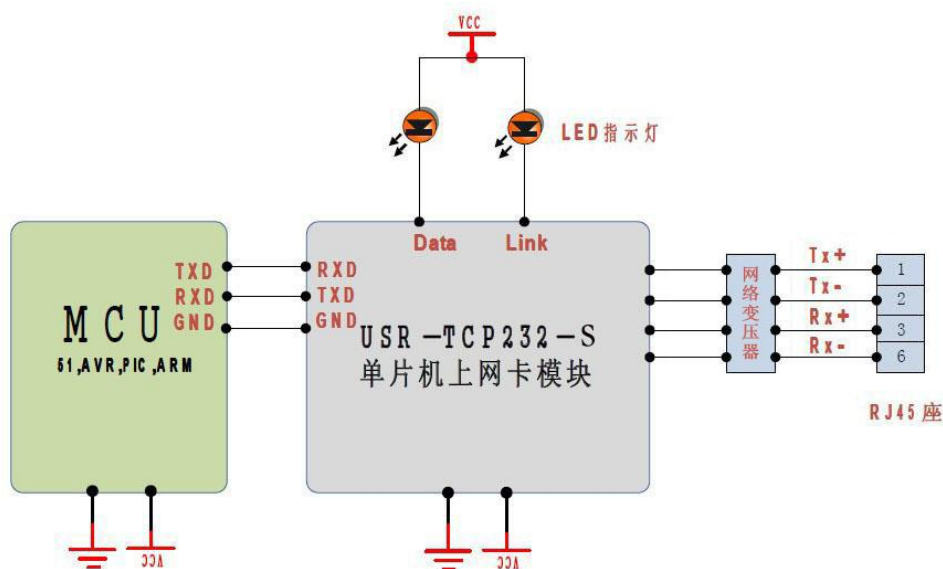 VCC
LED指示灯
Data
Link
TXD
RXD
GND
MCU
51,AVR,PIC,ARM
RXD
TXD
GND
USR-TCP232-S
单片机上网卡模块
网络变压器
Tx+
Tx-
Rx+
Rx-
1
2
3
6
RJ45座
VCC
VCC